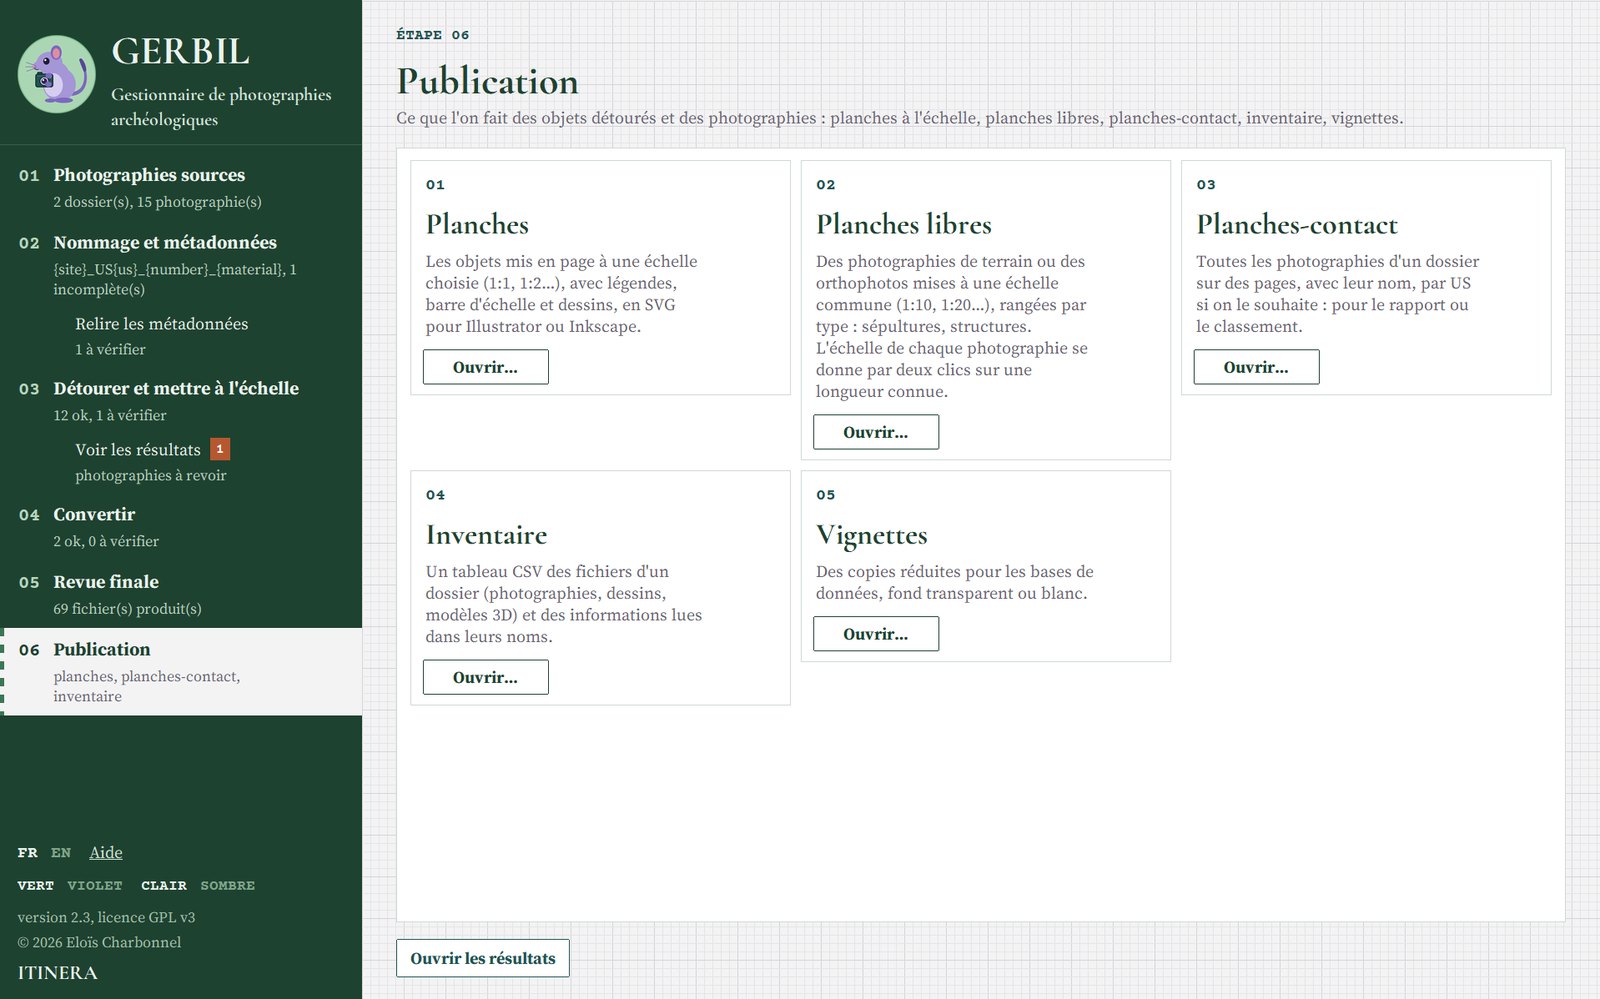 GERBIL
Gestionnaire de photographies
archéologiques
01 Photographies sources
2 dossier(s), 15 photographie(s)
02 Nommage et métadonnées
{site}_US{us}_{number}_{material}, 1
incomplète(s)
Relire les métadonnées
1 à vérifier
03 Détourer et mettre à l'échelle
12 ok, 1 à vérifier
Voir les résultats 1
photographies à revoir
04 Convertir
2 ok, 0 à vérifier
05 Revue finale
69 fichier(s) produit(s)
06 Publication
planches, planches-contact,
inventaire
FR EN Aide
VERT VIOLET CLAIR SOMBRE
version 2.3, licence GPL v3
© 2026 Eloïs Charbonnel
ITINERA
ÉTAPE 06
Publication
Ce que l'on fait des objets détourés et des photographies : planches à l'échelle, planches libres, planches-contact, inventaire, vignettes.
01
Planches
Les objets mis en page à une échelle
choisie (1:1, 1:2...), avec légendes,
barre d'échelle et dessins, en SVG
pour Illustrator ou Inkscape.
Ouvrir...
02
Planches libres
Des photographies de terrain ou des
orthophotos mises à une échelle
commune (1:10, 1:20...), rangées par
type : sépultures, structures.
L'échelle de chaque photographie se
donne par deux clics sur une
longueur connue.
Ouvrir...
03
Planches-contact
Toutes les photographies d'un dossier
sur des pages, avec leur nom, par US
si on le souhaite : pour le rapport ou
le classement.
Ouvrir...
04
Inventaire
Un tableau CSV des fichiers d'un
dossier (photographies, dessins,
modèles 3D) et des informations lues
dans leurs noms.
Ouvrir...
05
Vignettes
Des copies réduites pour les bases de
données, fond transparent ou blanc.
Ouvrir...
Ouvrir les résultats